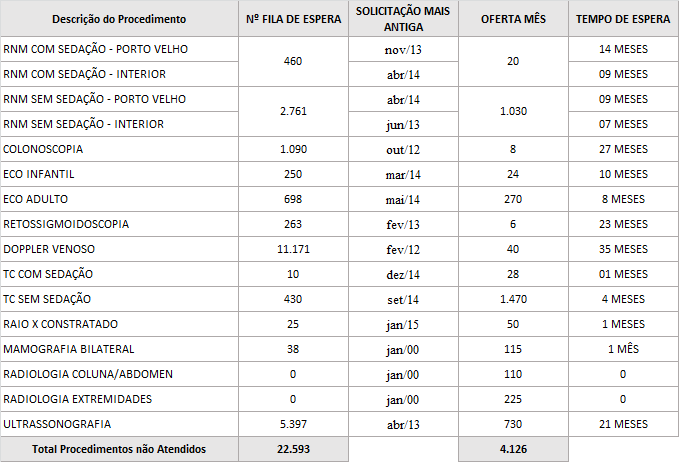 Descrição do Procedimento Nº FILA DE ESPERA SOLICITAÇÃO MAIS ANTIGA OFERTA MÊS TEMPO DE ESPERA
RNM COM SEDAÇÃO - PORTO VELHO 460 nov/13 20 14 MESES
RNM COM SEDAÇÃO - INTERIOR abr/14 09 MESES
RNM SEM SEDAÇÃO - PORTO VELHO 2.761 abr/14 1.030 09 MESES
RNM SEM SEDAÇÃO - INTERIOR jun/13 07 MESES
COLONOSCOPIA 1.090 out/12 8 27 MESES
ECO INFANTIL 250 mar/14 24 10 MESES
ECO ADULTO 698 mai/14 270 8 MESES
RETOSSIGMOIDOSCOPIA 263 fev/13 6 23 MESES
DOPPLER VENOSO 11.171 fev/12 40 35 MESES
TC COM SEDAÇÃO 10 dez/14 28 01 MESES
TC SEM SEDAÇÃO 430 set/14 1.470 4 MESES
RAIO X CONSTRATADO 25 jan/15 50 1 MESES
MAMOGRAFIA BILATERAL 38 jan/00 115 1 MÊS
RADIOLOGIA COLUNA/ABDOMEN 0 jan/00 110 0
RADIOLOGIA EXTREMIDADES 0 jan/00 225 0
ULTRASSONOGRAFIA 5.397 abr/13 730 21 MESES
Total Procedimentos não Atendidos 22.593 4.126